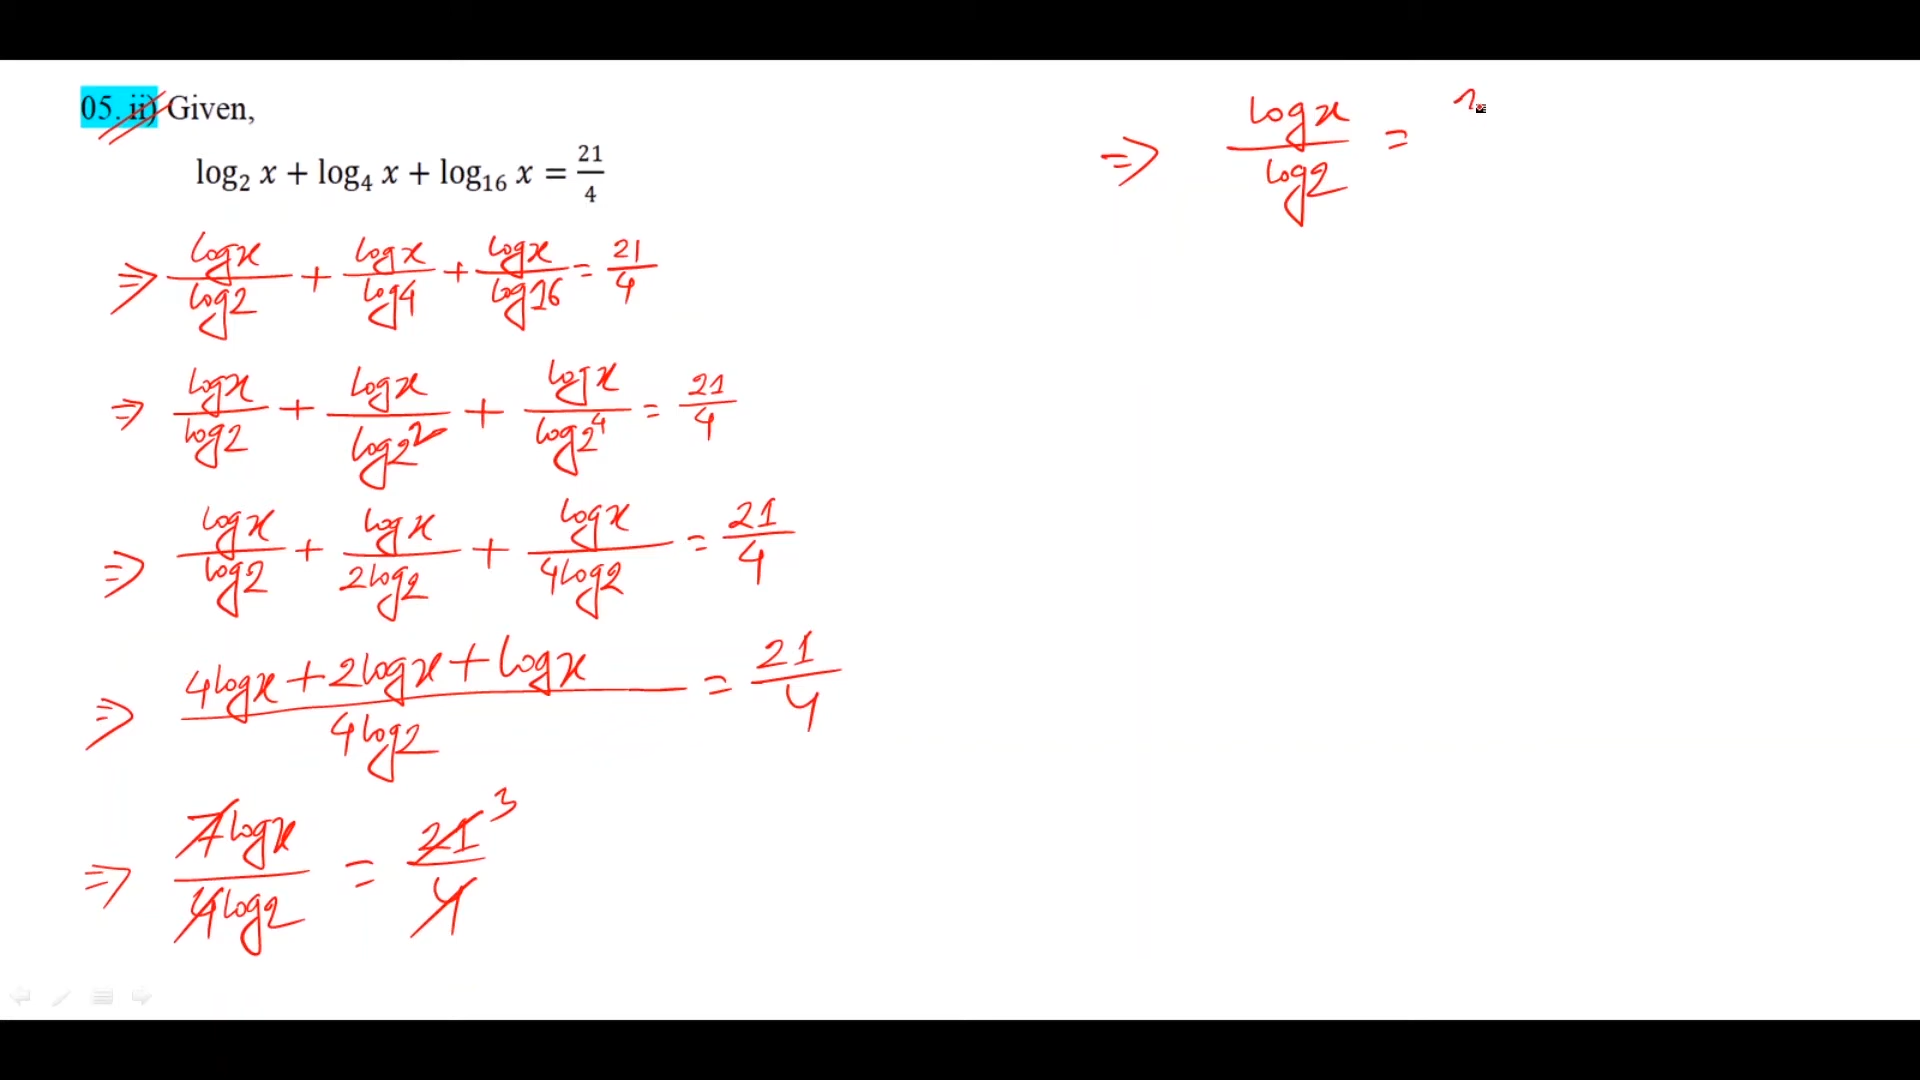 05. ii) Given,
log₂ x + log₄ x + log₁₆ x = 21/4
⇒ logx/log2 + logx/log4 + logx/log16 = 21/4
⇒ logx/log2 + logx/log2² + logx/log2⁴ = 21/4
⇒ logx/log2 + logx/2log2 + logx/4log2 = 21/4
⇒ (4logx + 2logx + logx)/4log2 = 21/4
⇒ 7logx/4log2 = 21/4 3
⇒ logx/log2 =